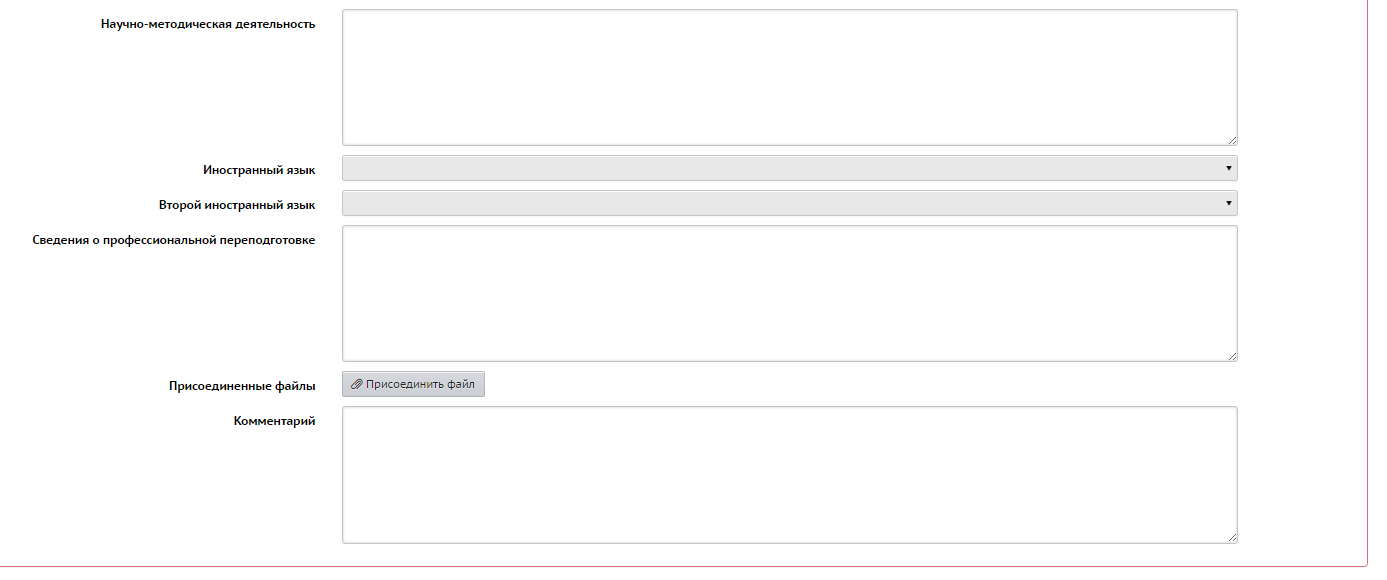 Научно-методическая деятельность
Иностранный язык
Второй иностранный язык
Сведения о профессиональной переподготовке
Присоединенные файлы
Присоединить файл
Комментарий